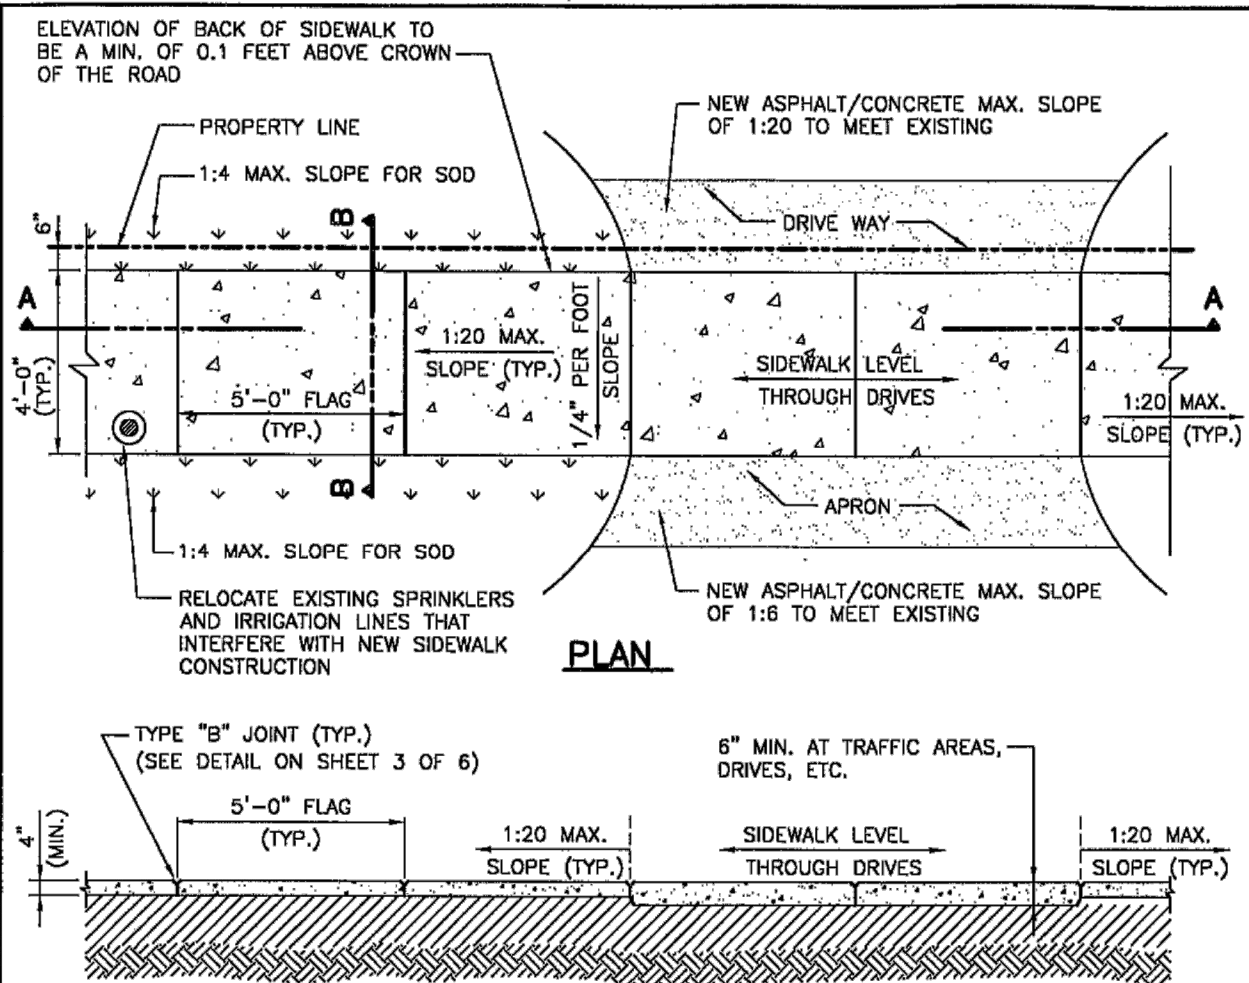 ELEVATION OF BACK OF SIDEWALK TO
BE A MIN. OF 0.1 FEET ABOVE CROWN
OF THE ROAD
NEW ASPHALT/CONCRETE MAX. SLOPE
OF 1:20 TO MEET EXISTING
PROPERTY LINE
1:4 MAX. SLOPE FOR SOD
6"
B
DRIVE WAY
A
A
4'-0"
(TYP.)
1:20 MAX.
SLOPE (TYP.)
1/4" PER FOOT
SLOPE
SIDEWALK LEVEL
THROUGH DRIVES
5'-0" FLAG
(TYP.)
1:20 MAX.
SLOPE (TYP.)
B
APRON
1:4 MAX. SLOPE FOR SOD
RELOCATE EXISTING SPRINKLERS
AND IRRIGATION LINES THAT
INTERFERE WITH NEW SIDEWALK
CONSTRUCTION
NEW ASPHALT/CONCRETE MAX. SLOPE
OF 1:6 TO MEET EXISTING
PLAN
TYPE "B" JOINT (TYP.)
(SEE DETAIL ON SHEET 3 OF 6)
6" MIN. AT TRAFFIC AREAS,
DRIVES, ETC.
4"
(MIN.)
5'-0" FLAG
(TYP.)
1:20 MAX.
SLOPE (TYP.)
SIDEWALK LEVEL
THROUGH DRIVES
1:20 MAX.
SLOPE (TYP.)